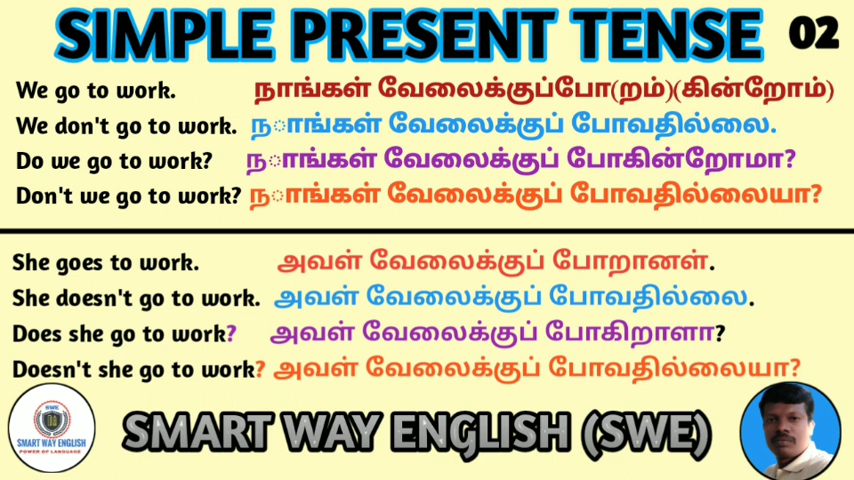 SIMPLE PRESENT TENSE 02
We go to work. நாங்கள் வேலைக்குப்போ(றம்)(கின்றோம்)
We don't go to work. ந◌ாங்கள் வேலைக்குப் போவதில்லை.
Do we go to work? ந◌ாங்கள் வேலைக்குப் போகின்றோமா?
Don't we go to work? ந◌ாங்கள் வேலைக்குப் போவதில்லையா?
She goes to work. அவள் வேலைக்குப் போறானள்.
She doesn't go to work. அவள் வேலைக்குப் போவதில்லை.
Does she go to work? அவள் வேலைக்குப் போகிறாளா?
Doesn't she go to work? அவள் வேலைக்குப் போவதில்லையா?
SWE
SMART WAY ENGLISH
POWER OF LANGUAGE
SMART WAY ENGLISH (SWE)